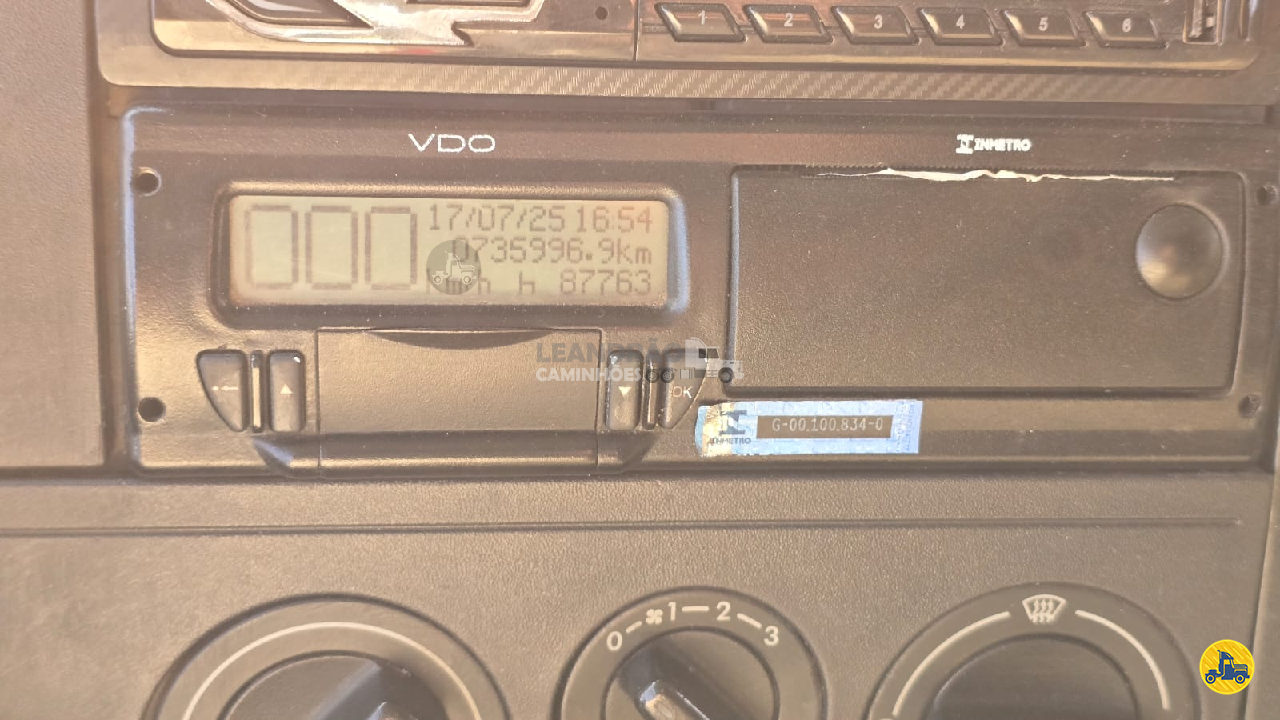 1 2 3 4 5 6
VDO
INMETRO
000
17/07/25 16:54
0735996.9km
km/h h 87763
LEANDRÃO
CAMINHÕES
OK
INMETRO
G-00.100.834-0
0 1 2 3